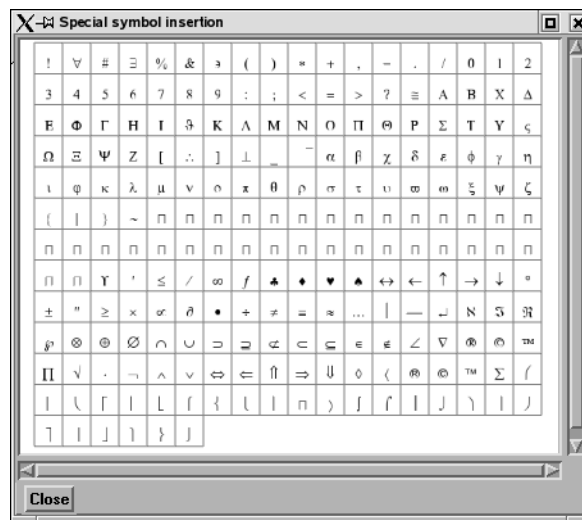 Special symbol insertion
! ∀ # ∃ % & ∍ ( ) * + , − . / 0 1 2
3 4 5 6 7 8 9 : ; < = > ? ≅ Α Β Χ Δ
Ε Φ Γ Η Ι ϑ Κ Λ Μ Ν Ο Π Θ Ρ Σ Τ Υ ς
Ω Ξ Ψ Ζ [ ∴ ] ⊥ _ ‾ α β χ δ ε ϕ γ η
ι φ κ λ μ ν ο π θ ρ σ τ υ ϖ ω ξ ψ ζ
{ | } ~ ⊓ ⊓ ⊓ ⊓ ⊓ ⊓ ⊓ ⊓ ⊓ ⊓ ⊓ ⊓ ⊓ ⊓
⊓ ⊓ ⊓ ⊓ ⊓ ⊓ ⊓ ⊓ ⊓ ⊓ ⊓ ⊓ ⊓ ⊓ ⊓ ⊓ ⊓ ⊓
⊓ ⊓ ϒ ′ ≤ ⁄ ∞ ƒ ♣ ♦ ♥ ♠ ↔ ← ↑ → ↓ °
± ″ ≥ × ∝ ∂ • ÷ ≠ ≡ ≈ … | — ↵ ℵ ℑ ℜ
℘ ⊗ ⊕ ∅ ∩ ∪ ⊃ ⊇ ⊄ ⊂ ⊆ ∈ ∉ ∠ ∇ ® © ™
∏ √ ⋅ ¬ ∧ ∨ ⇔ ⇐ ⇑ ⇒ ⇓ ◊ 〈 ® © ™ ∑ ⎛
⎜ ⎝ ⎡ ⎢ ⎣ ⎧ ⎨ ⎩ ⎪ ⊓ 〉 ∫ ⌠ ⎮ ⌡ ⎞ ⎟ ⎠
⎤ ⎥ ⎦ ⎫ ⎬ ⎭
Close